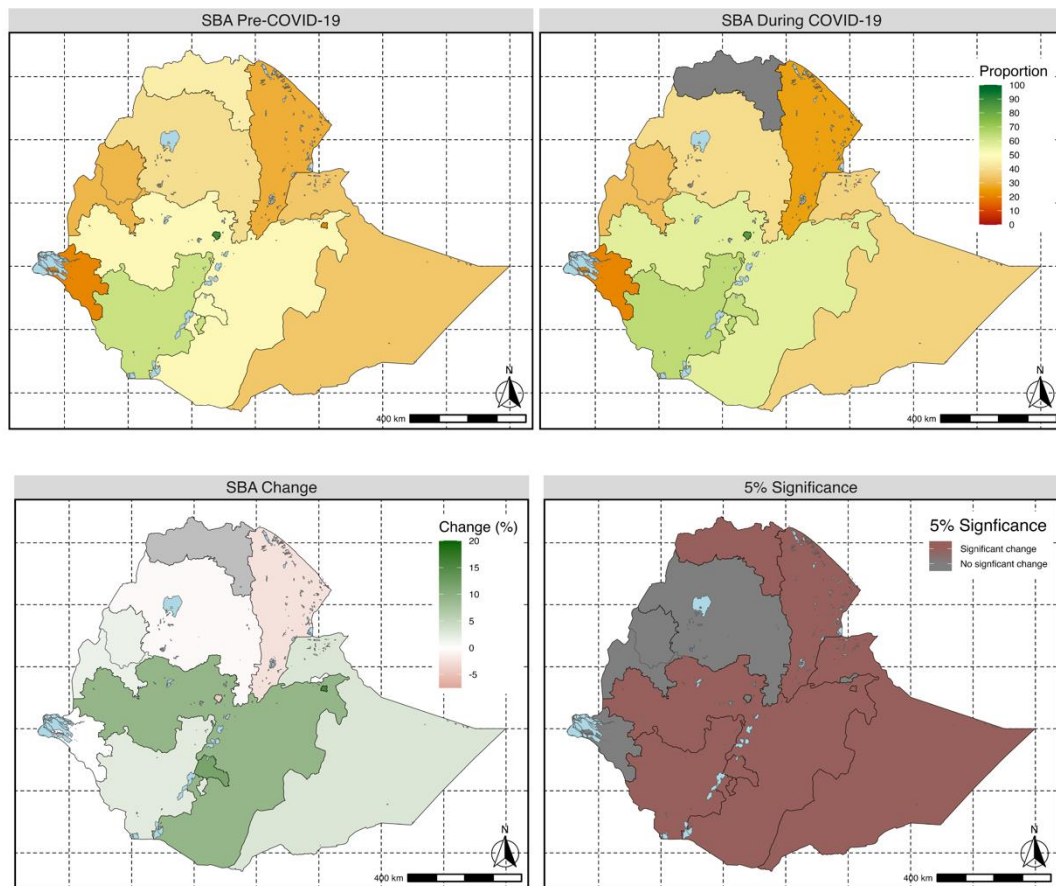 SBA Pre-COVID-19
SBA During COVID-19
Proportion
100
90
80
70
60
50
40
30
20
10
0
N
400 km
N
400 km
SBA Change
5% Significance
Change (%)
20
15
10
5
0
-5
5% Signficance
Significant change
No signficant change
N
400 km
N
400 km